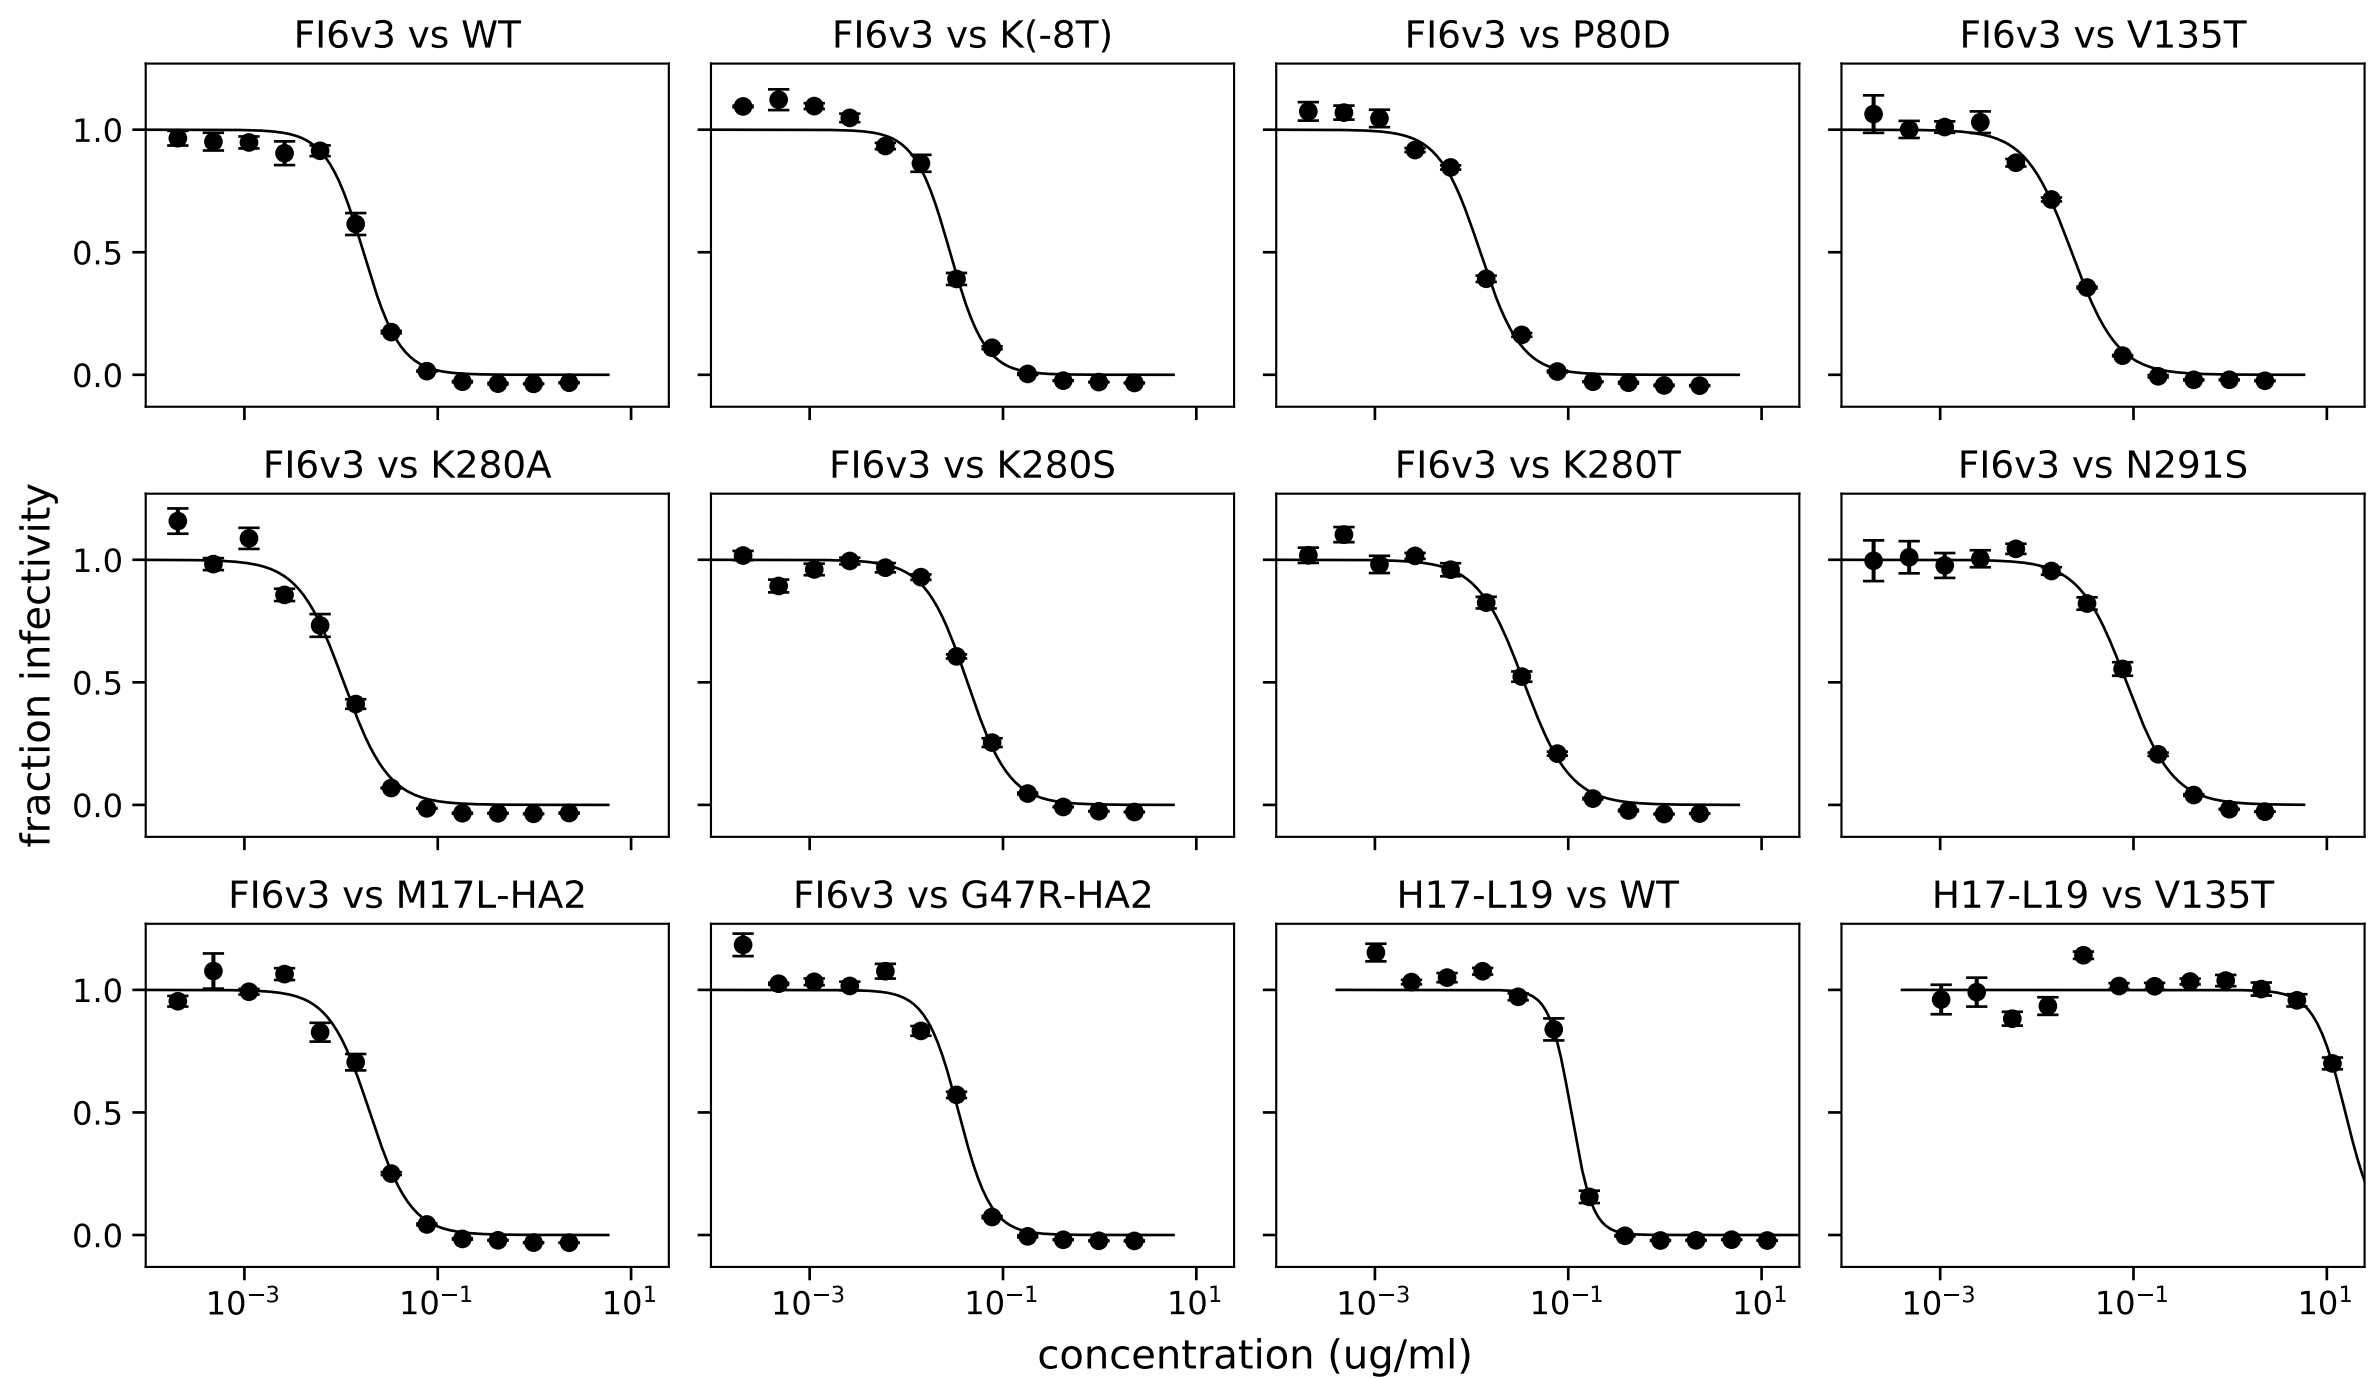 FI6v3 vs WT
FI6v3 vs K(-8T)
FI6v3 vs P80D
FI6v3 vs V135T
1.0
0.5
0.0
FI6v3 vs K280A
FI6v3 vs K280S
FI6v3 vs K280T
FI6v3 vs N291S
fraction infectivity
1.0
0.5
0.0
FI6v3 vs M17L-HA2
FI6v3 vs G47R-HA2
H17-L19 vs WT
H17-L19 vs V135T
1.0
0.5
0.0
10⁻³ 10⁻¹ 10¹
10⁻³ 10⁻¹ 10¹
10⁻³ 10⁻¹ 10¹
10⁻³ 10⁻¹ 10¹
concentration (ug/ml)